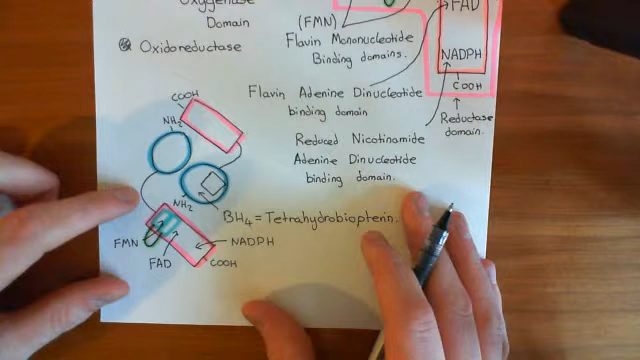 Oxygenase
Domain
(FMN)
Flavin Mononucleotide
Binding domains.
Oxidoreductase
FAD
NADPH
COOH
Reductase
domain.
Flavin Adenine Dinucleotide
binding domain
Reduced Nicotinamide
Adenine Dinucleotide
binding domain.
COOH
NH2
NH2
BH4 = Tetrahydrobiopterin.
FMN
FAD
NADPH
COOH